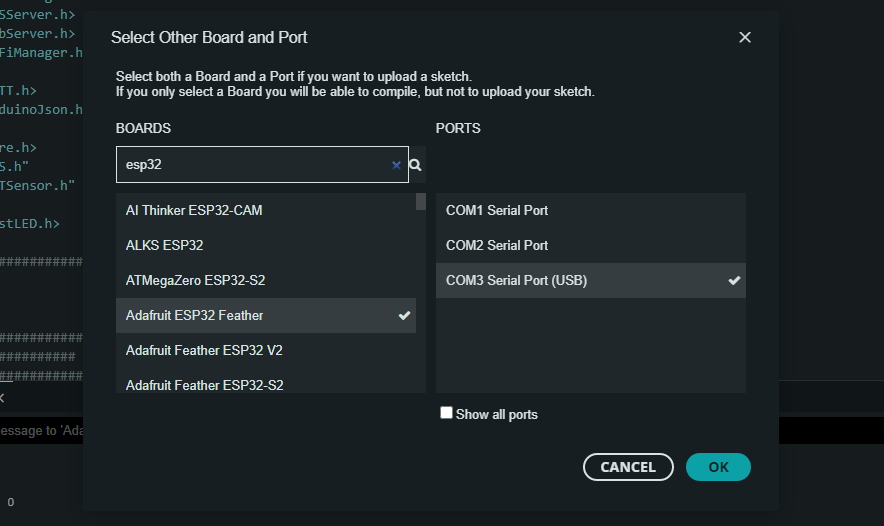 SServer.h>
bServer.h>
FiManager.h
TT.h>
duinoJson.h
re.h>
S.h"
TSensor.h"
stLED.h>
############
############
###########
############
essage to 'Ada
0
Select Other Board and Port
Select both a Board and a Port if you want to upload a sketch.
If you only select a Board you will be able to compile, but not to upload your sketch.
BOARDS
esp32
AI Thinker ESP32-CAM
ALKS ESP32
ATMegaZero ESP32-S2
Adafruit ESP32 Feather
Adafruit Feather ESP32 V2
Adafruit Feather ESP32-S2
PORTS
COM1 Serial Port
COM2 Serial Port
COM3 Serial Port (USB)
Show all ports
CANCEL
OK